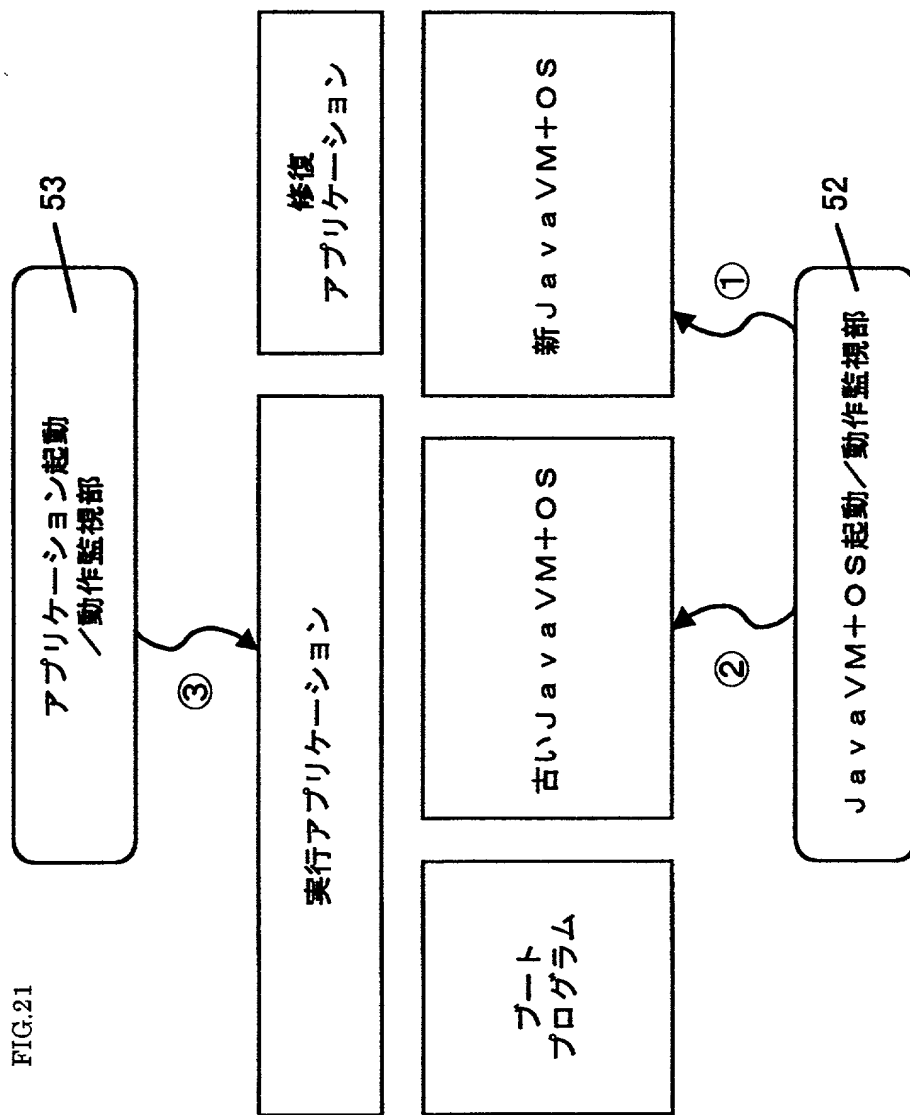 FIG.21
アプリケーション起動
／動作監視部
53
③
実行アプリケーション
修復
アプリケーション
ブート
プログラム
古いＪａｖａＶＭ＋ＯＳ
新ＪａｖａＶＭ＋ＯＳ
②
①
ＪａｖａＶＭ＋ＯＳ起動／動作監視部
52